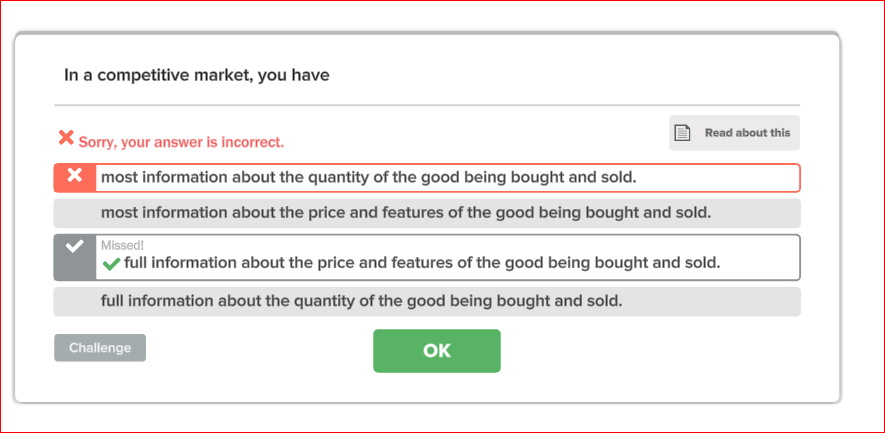 In a competitive market, you have
Sorry, your answer is incorrect.
Read about this
most information about the quantity of the good being bought and sold.
most information about the price and features of the good being bought and sold.
Missed!
full information about the price and features of the good being bought and sold.
full information about the quantity of the good being bought and sold.
Challenge
OK